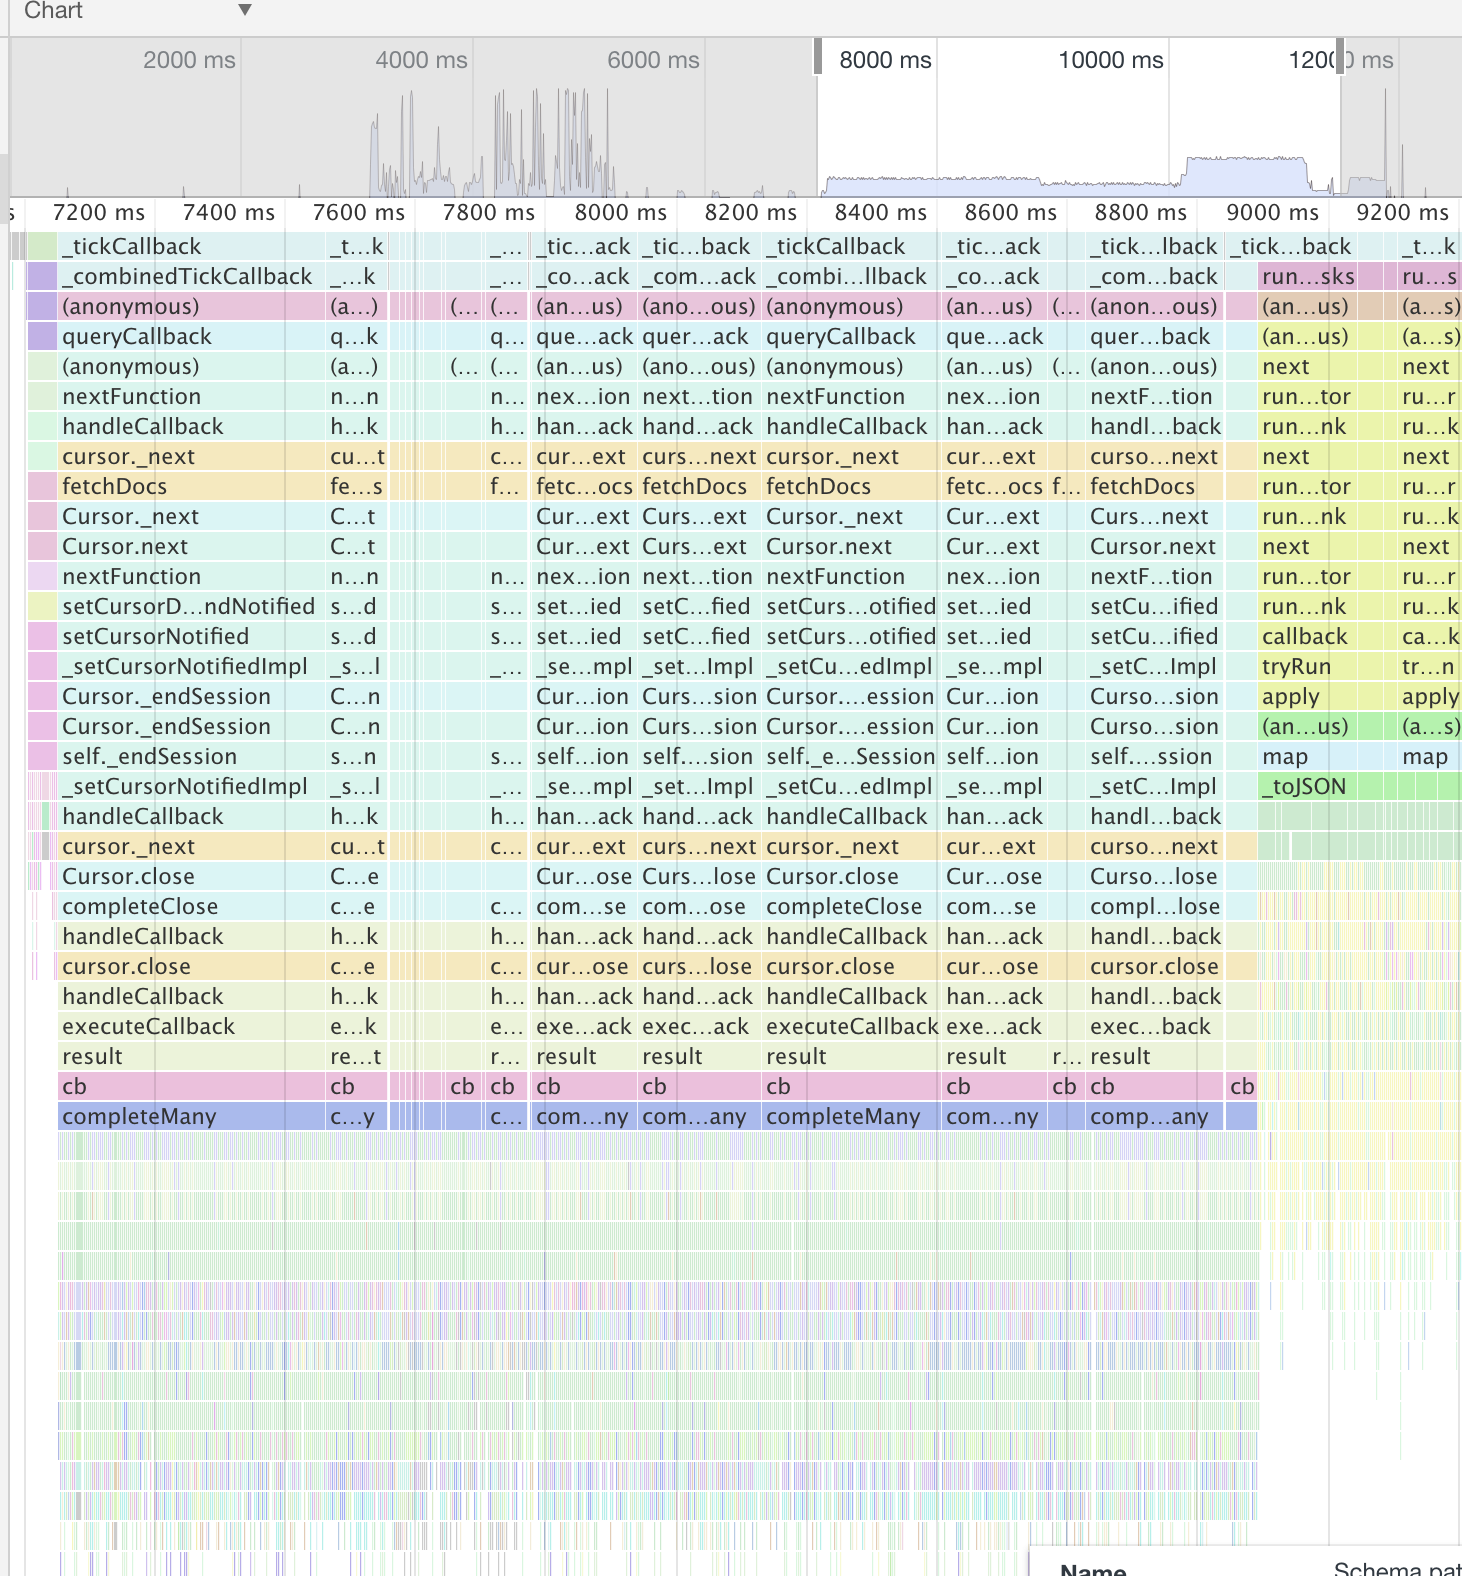 Chart ▼
2000 ms 4000 ms 6000 ms 8000 ms 10000 ms 12000 ms
s 7200 ms 7400 ms 7600 ms 7800 ms 8000 ms 8200 ms 8400 ms 8600 ms 8800 ms 9000 ms 9200 ms
_tickCallback _t…k _… _tic…ack _tic…back _tickCallback _tic…ack _tick…lback _tick…back _t…k
_combinedTickCallback _…k _… _co…ack _com…ack _combi…llback _co…ack _com…back run…sks ru…s
(anonymous) (a…) (… (… (an…us) (ano…ous) (anonymous) (an…us) (… (anon…ous) (an…us) (a…s)
queryCallback q…k q… que…ack quer…ack queryCallback que…ack quer…back (an…us) (a…s)
(anonymous) (a…) (… (… (an…us) (ano…ous) (anonymous) (an…us) (… (anon…ous) next next
nextFunction n…n n… nex…ion next…tion nextFunction nex…ion nextF…tion run…tor ru…r
handleCallback h…k h… han…ack hand…ack handleCallback han…ack handl…back run…nk ru…k
cursor._next cu…t c… cur…ext curs…next cursor._next cur…ext curso…next next next
fetchDocs fe…s f… fetc…ocs fetchDocs fetchDocs fetc…ocs f… fetchDocs run…tor ru…r
Cursor._next C…t Cur…ext Curs…ext Cursor._next Cur…ext Curs…next run…nk ru…k
Cursor.next C…t Cur…ext Curs…ext Cursor.next Cur…ext Cursor.next next next
nextFunction n…n n… nex…ion next…tion nextFunction nex…ion nextF…tion run…tor ru…r
setCursorD…ndNotified s…d s… set…ied setC…fied setCurs…otified set…ied setCu…ified run…nk ru…k
setCursorNotified s…d s… set…ied setC…fied setCurs…otified set…ied setCu…ified callback ca…k
_setCursorNotifiedImpl _s…l _… _se…mpl _set…Impl _setCu…edImpl _se…mpl _setC…Impl tryRun tr…n
Cursor._endSession C…n Cur…ion Curs…sion Cursor.…ession Cur…ion Curso…sion apply apply
Cursor._endSession C…n Cur…ion Curs…sion Cursor.…ession Cur…ion Curso…sion (an…us) (a…s)
self._endSession s…n s… self…ion self.…sion self._e…Session self…ion self.…ssion map map
_setCursorNotifiedImpl _s…l _… _se…mpl _set…Impl _setCu…edImpl _se…mpl _setC…Impl _toJSON
handleCallback h…k h… han…ack hand…ack handleCallback han…ack handl…back
cursor._next cu…t c… cur…ext curs…next cursor._next cur…ext curso…next
Cursor.close C…e Cur…ose Curs…lose Cursor.close Cur…ose Curso…lose
completeClose c…e c… com…se com…ose completeClose com…se compl…lose
handleCallback h…k h… han…ack hand…ack handleCallback han…ack handl…back
cursor.close c…e c… cur…ose curs…lose cursor.close cur…ose cursor.close
handleCallback h…k h… han…ack hand…ack handleCallback han…ack handl…back
executeCallback e…k e… exe…ack exec…ack executeCallback exe…ack exec…back
result re…t r… result result result result r… result
cb cb cb cb cb cb cb cb cb cb cb
completeMany c…y c… com…ny com…any completeMany com…ny comp…any
Name Schema pat